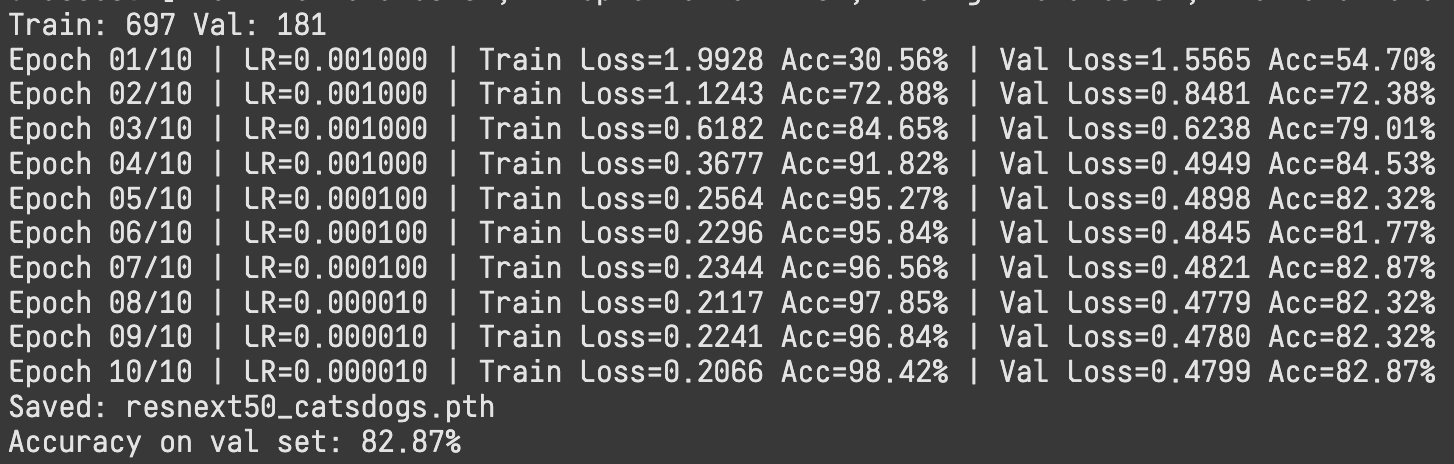 Train: 697 Val: 181
Epoch 01/10 | LR=0.001000 | Train Loss=1.9928 Acc=30.56% | Val Loss=1.5565 Acc=54.70%
Epoch 02/10 | LR=0.001000 | Train Loss=1.1243 Acc=72.88% | Val Loss=0.8481 Acc=72.38%
Epoch 03/10 | LR=0.001000 | Train Loss=0.6182 Acc=84.65% | Val Loss=0.6238 Acc=79.01%
Epoch 04/10 | LR=0.001000 | Train Loss=0.3677 Acc=91.82% | Val Loss=0.4949 Acc=84.53%
Epoch 05/10 | LR=0.000100 | Train Loss=0.2564 Acc=95.27% | Val Loss=0.4898 Acc=82.32%
Epoch 06/10 | LR=0.000100 | Train Loss=0.2296 Acc=95.84% | Val Loss=0.4845 Acc=81.77%
Epoch 07/10 | LR=0.000100 | Train Loss=0.2344 Acc=96.56% | Val Loss=0.4821 Acc=82.87%
Epoch 08/10 | LR=0.000010 | Train Loss=0.2117 Acc=97.85% | Val Loss=0.4779 Acc=82.32%
Epoch 09/10 | LR=0.000010 | Train Loss=0.2241 Acc=96.84% | Val Loss=0.4780 Acc=82.32%
Epoch 10/10 | LR=0.000010 | Train Loss=0.2066 Acc=98.42% | Val Loss=0.4799 Acc=82.87%
Saved: resnext50_catsdogs.pth
Accuracy on val set: 82.87%